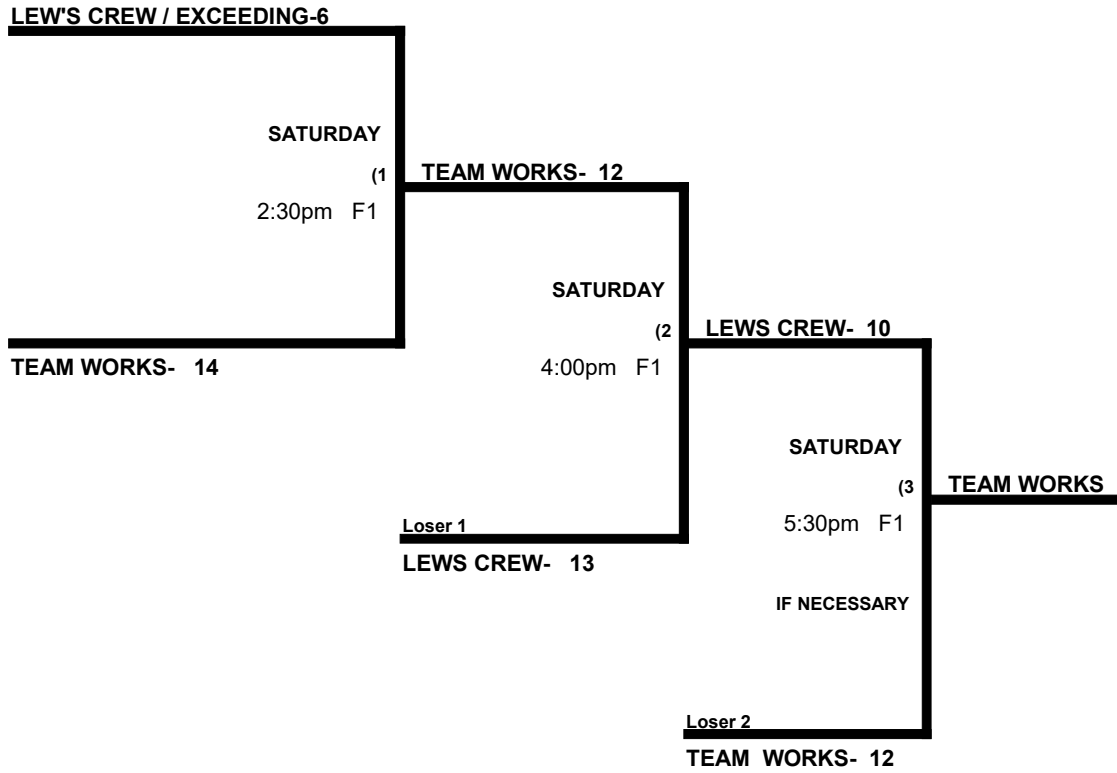 LEW'S CREW / EXCEEDING-6
SATURDAY
(1
TEAM WORKS- 12
2:30pm F1
SATURDAY
(2
LEWS CREW- 10
TEAM WORKS- 14
4:00pm F1
SATURDAY
(3
TEAM WORKS
Loser 1
5:30pm F1
LEWS CREW- 13
IF NECESSARY
Loser 2
TEAM WORKS- 12